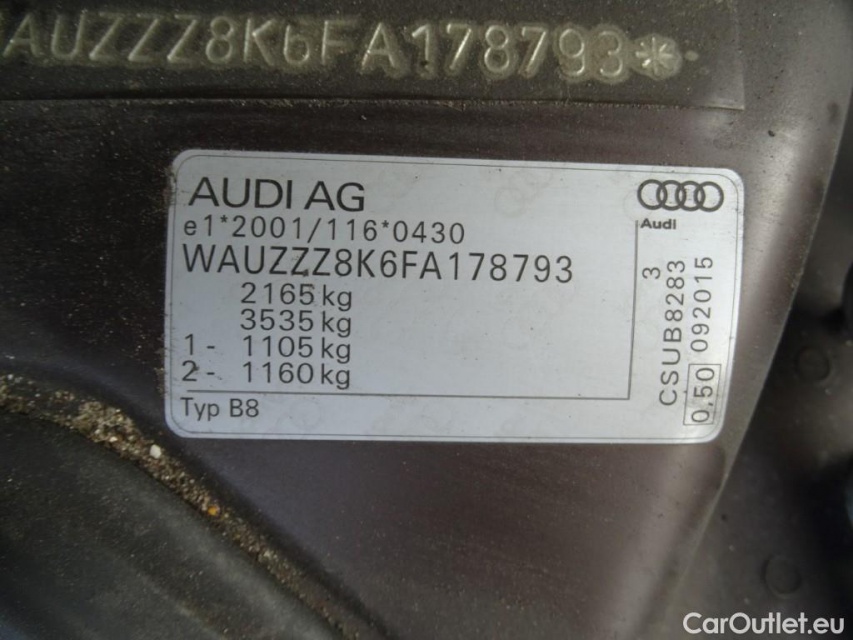 AUZZZ8K6FA178793*
AUDI AG
Audi
e1*2001/116*0430
WAUZZZ8K6FA178793
2165 kg
3535 kg
1 - 1105 kg
2 - 1160 kg
Typ B8
3
CSUB8283
0,50 092015
CarOutlet.eu